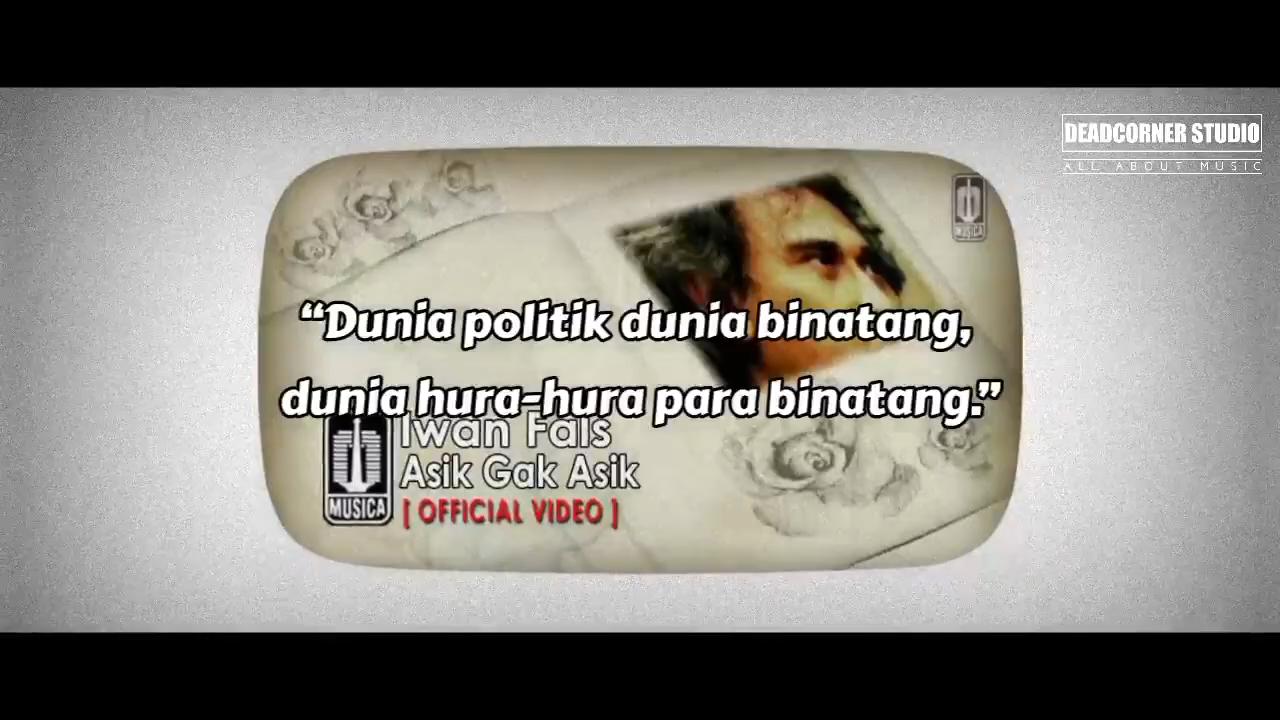 DEADCORNER STUDIO
ALL ABOUT MUSIC
MUSICA
“Dunia politik dunia binatang,
dunia hura-hura para binatang.”
Iwan Fals
Asik Gak Asik
MUSICA
[ OFFICIAL VIDEO ]